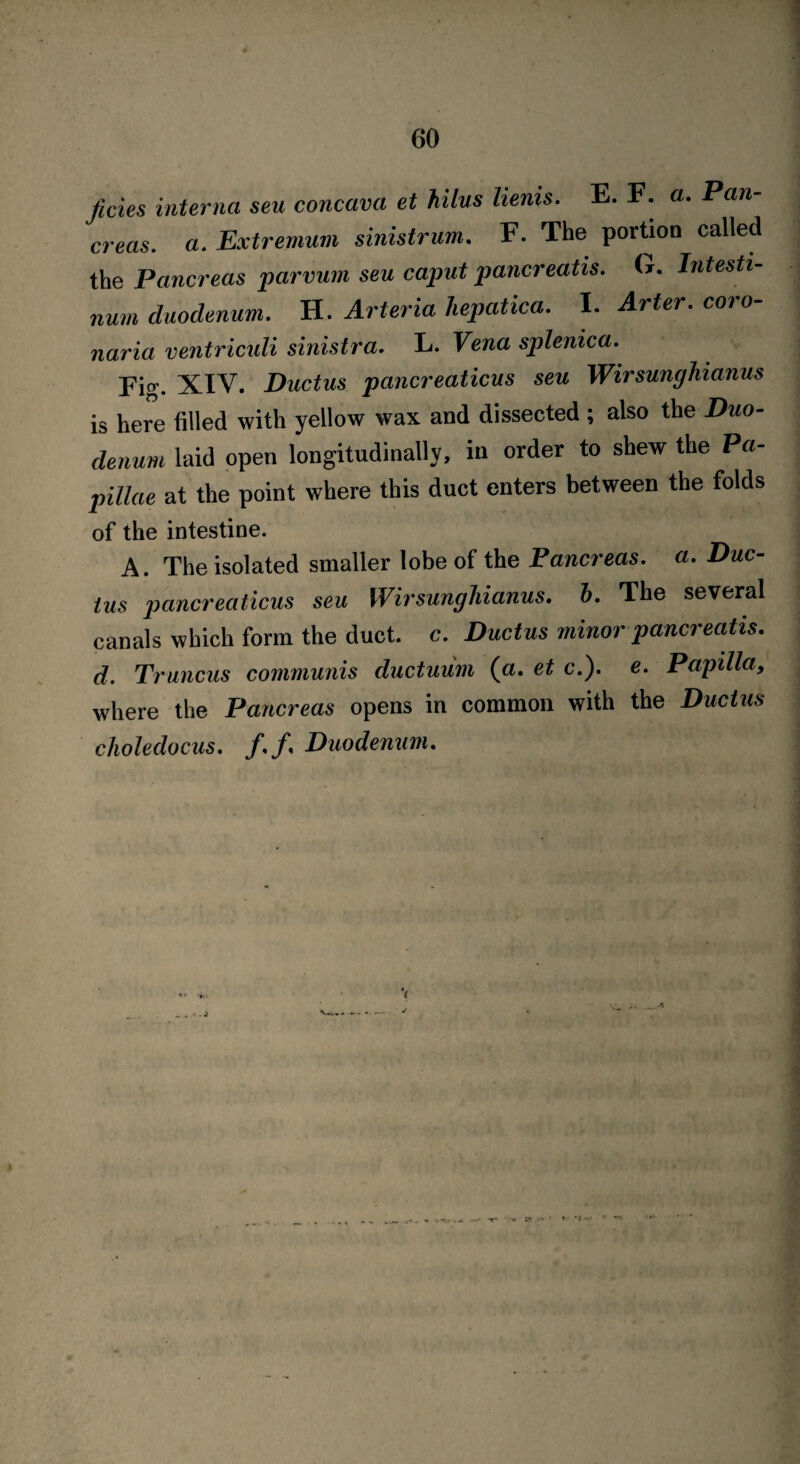 60
ficies interna seu concava et hilus lienis. E. F. a. Pan-
creas. a. Extremum sinistrum. F. The portion called
the Pancreas parvum seu caput pancreatis. G. Intesti-
num duodenum. H. Arteria hepatica. I. Arter. coro-
naria ventriculi sinistra. L. Vena splenica.
Fig. XIV. Ductus pancreaticus seu Wirsunghianus
is here filled with yellow wax and dissected ; also the Duo-
denum laid open longitudinally, in order to shew the Pa-
pillae at the point where this duct enters between the folds
of the intestine.
A. The isolated smaller lobe of the Pancreas. a. Duc-
tus pancreaticus seu Wirsunghianus. b. The several
canals which form the duct. c. Ductus minor pancreatis.
d. Truncus communis ductuum (a. et c.). e. Papilla,
where the Pancreas opens in common with the Ductus
choledocus. f. f. Duodenum.